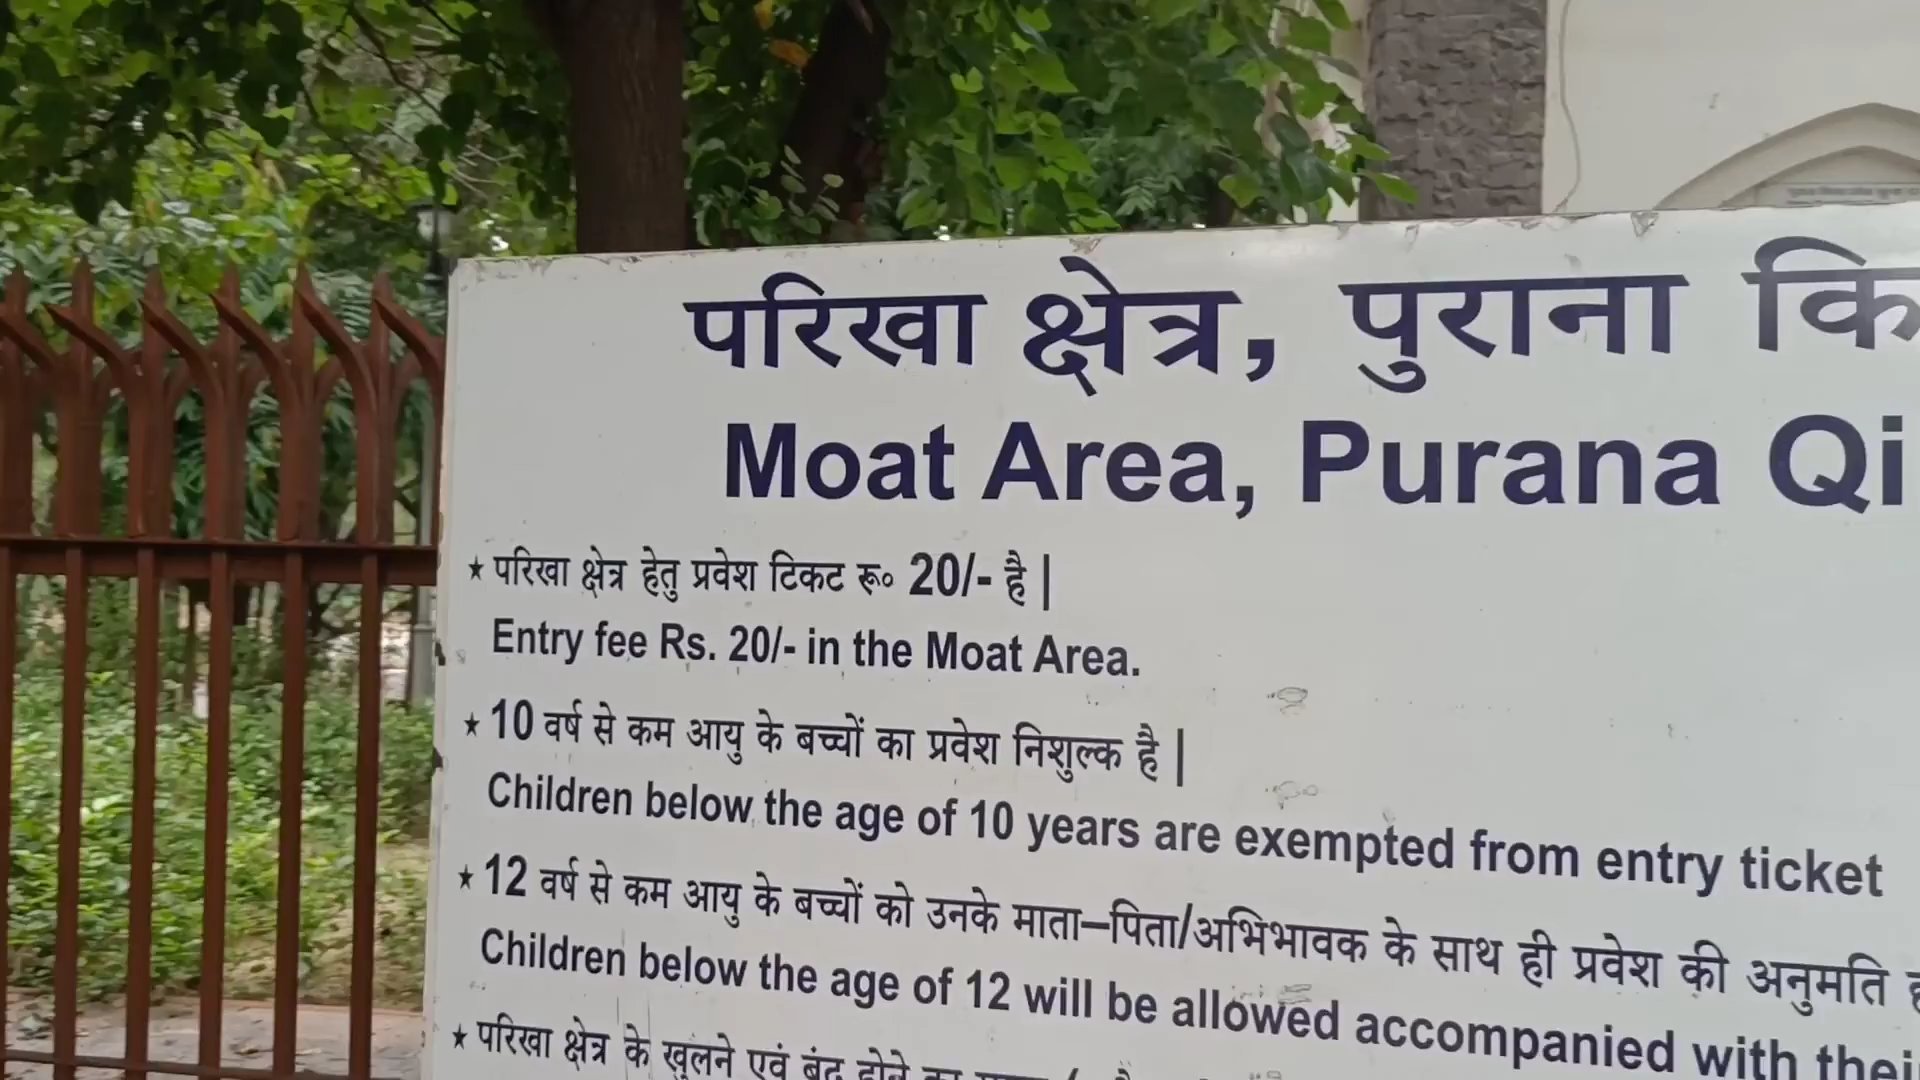 परिखा क्षेत्र, पुराना कि
Moat Area, Purana Qi
★ परिखा क्षेत्र हेतु प्रवेश टिकट रू० 20/- है |
Entry fee Rs. 20/- in the Moat Area.
★ 10 वर्ष से कम आयु के बच्चों का प्रवेश निशुल्क है |
Children below the age of 10 years are exempted from entry ticket
★ 12 वर्ष से कम आयु के बच्चों को उनके माता–पिता/अभिभावक के साथ ही प्रवेश की अनुमति
Children below the age of 12 will be allowed accompanied with thei
★ परिखा क्षेत्र के खुलने एवं बंद होने का